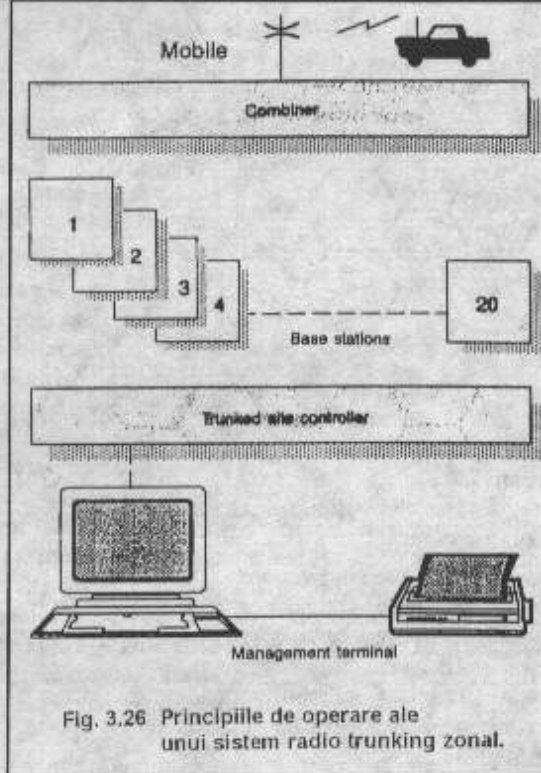 Mobile
Combiner
1
2
3
4
20
Base stations
Trunked site controller
Management terminal
Fig. 3.26 Principiile de operare ale
unui sistem radio trunking zonal.